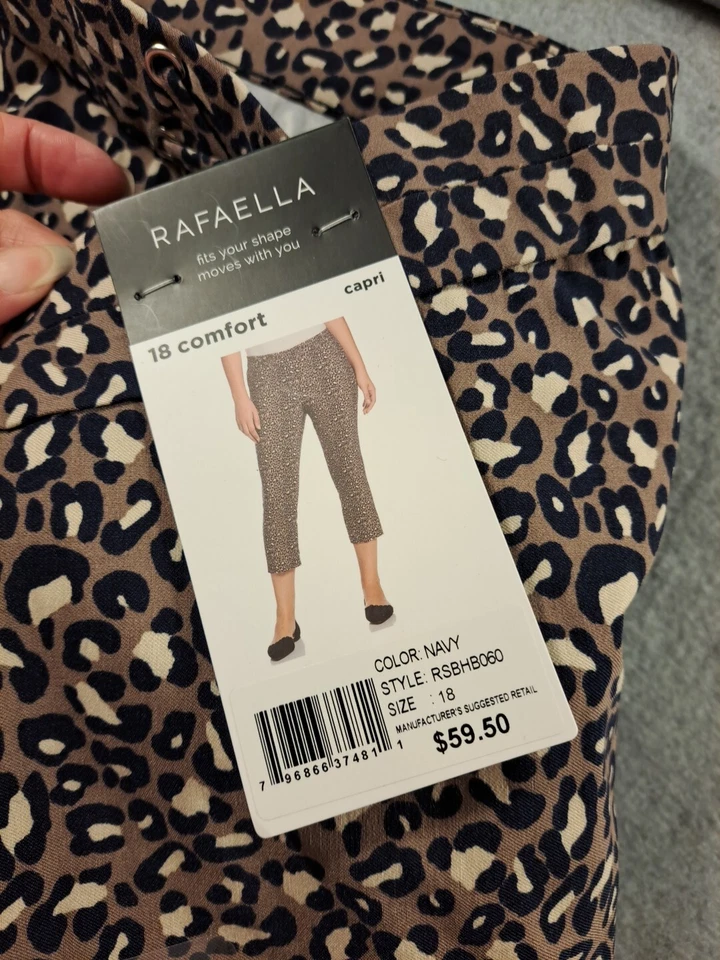 RAFAELLA
fits your shape
moves with you
capri
18 comfort
COLOR: NAVY
STYLE: RSBHB060
SIZE : 18
MANUFACTURER'S SUGGESTED RETAIL
$59.50
7 96866 37481 1